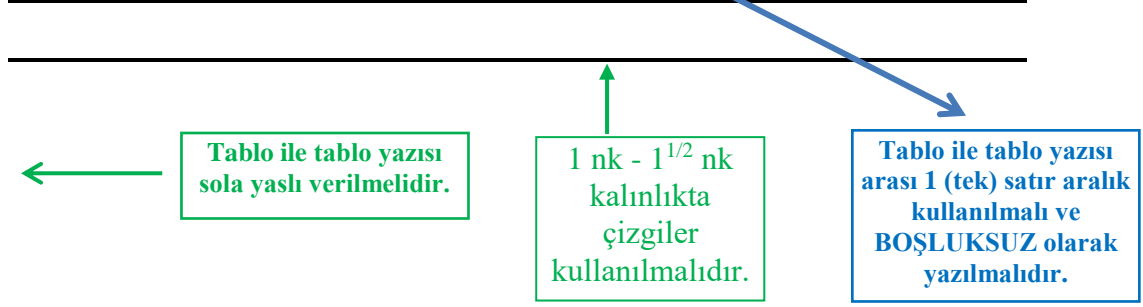 Tablo ile tablo yazısı
sola yaslı verilmelidir.
1 nk - 1^1/2 nk
kalınlıkta
çizgiler
kullanılmalıdır.
Tablo ile tablo yazısı
arası 1 (tek) satır aralık
kullanılmalı ve
BOŞLUKSUZ olarak
yazılmalıdır.